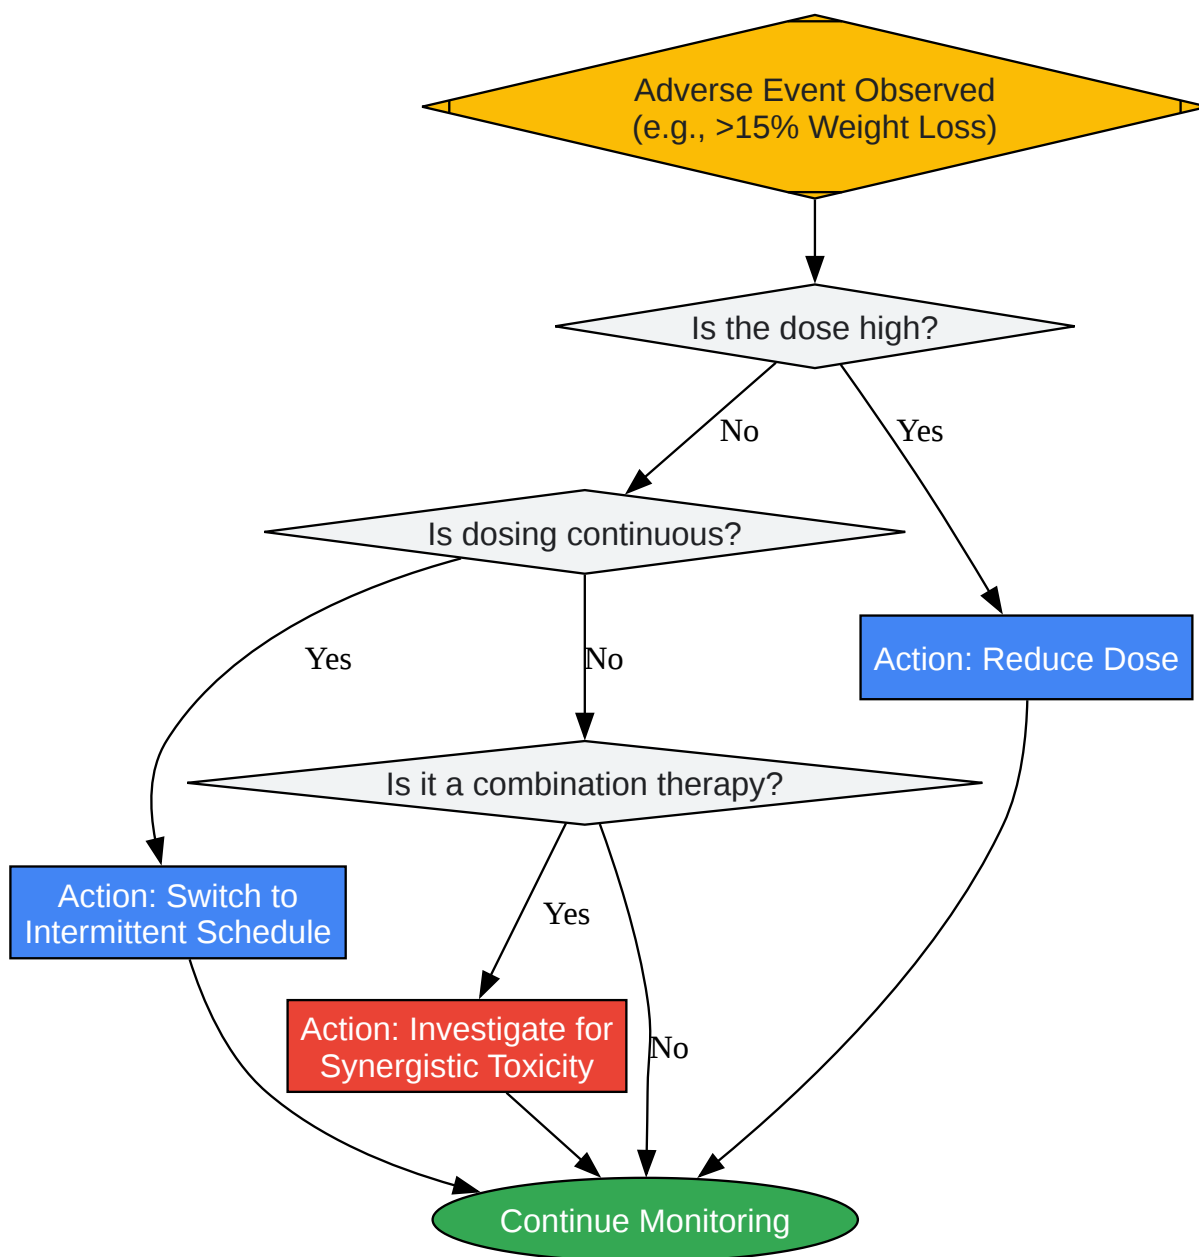 Adverse Event Observed
(e.g., >15% Weight Loss)
Is the dose high?
No
Yes
Is dosing continuous?
Yes
No
Action: Reduce Dose
Is it a combination therapy?
Action: Switch to
Intermittent Schedule
Yes
Action: Investigate for
Synergistic Toxicity
No
Continue Monitoring